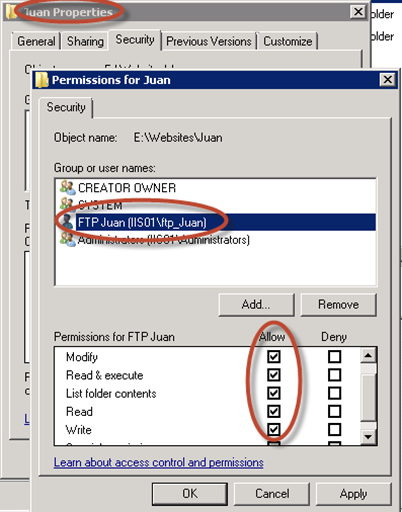 Juan Properties
older
General Sharing Security Previous Versions Customize
older
Permissions for Juan
Security
Object name: E:\Websites\Juan
Group or user names:
CREATOR OWNER
SYSTEM
FTP Juan (IIS01\ftp_Juan)
Administrators (IIS01\Administrators)
Add... Remove
Permissions for FTP Juan Allow Deny
Modify
Read & execute
List folder contents
Read
Write
Learn about access control and permissions
OK Cancel Apply